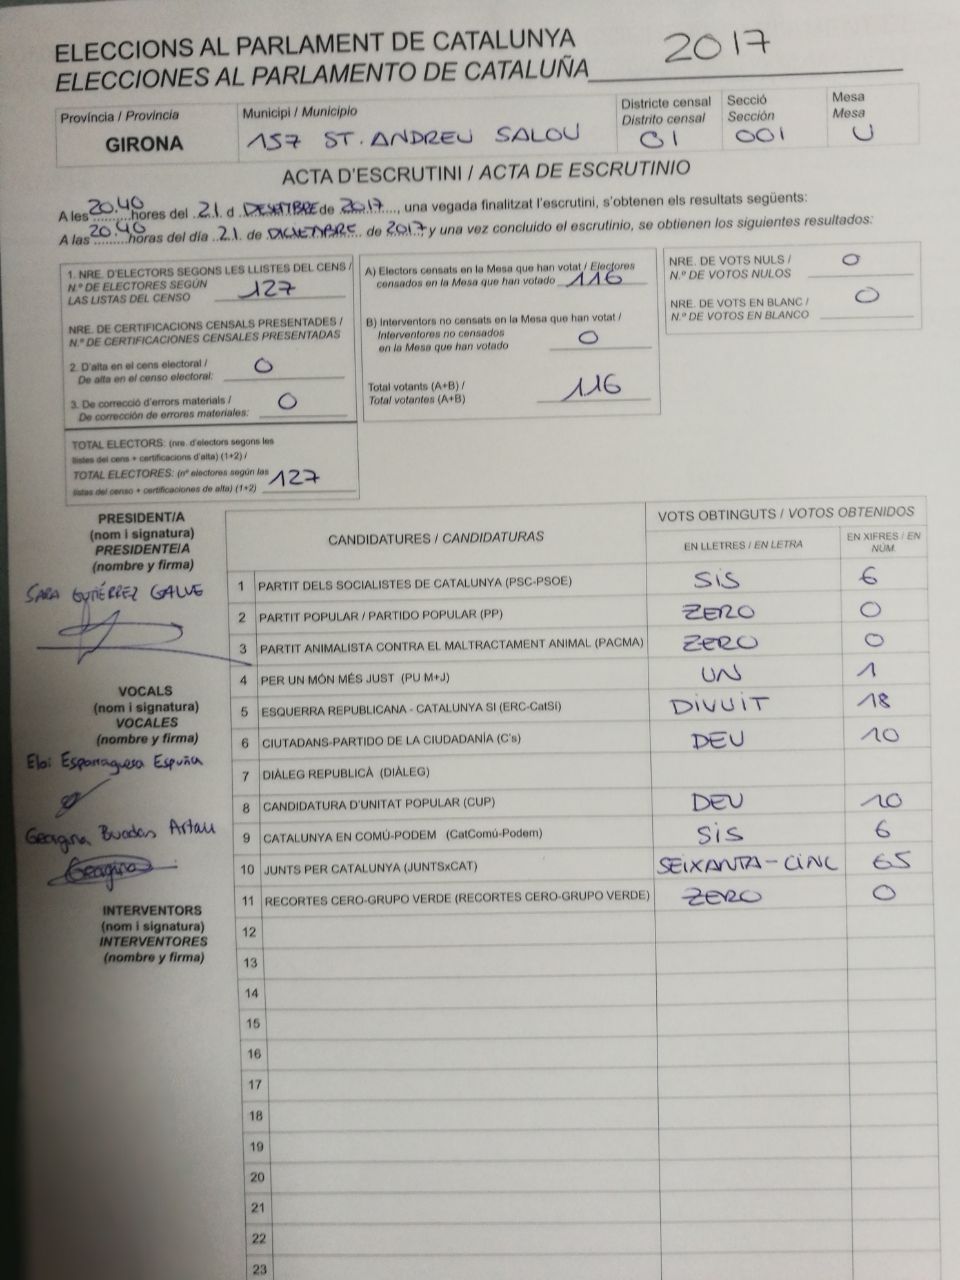 ELECCIONS AL PARLAMENT DE CATALUNYA
ELECCIONES AL PARLAMENTO DE CATALUÑA 2017
Província / Provincia
GIRONA
Municipi / Municipio
157 ST. ANDREU SALOU
Districte censal
Distrito censal
01
Secció
Sección
001
Mesa
Mesa
U
ACTA D'ESCRUTINI / ACTA DE ESCRUTINIO
A les 20.40 hores del 21 d DESEMBRE de 2017, una vegada finalitzat l'escrutini, s'obtenen els resultats següents:
A las 20.40 horas del día 21 de DICIEMBRE de 2017 y una vez concluido el escrutinio, se obtienen los siguientes resultados:
1. NRE. D'ELECTORS SEGONS LES LLISTES DEL CENS /
N.º DE ELECTORES SEGÚN
LAS LISTAS DEL CENSO 127
NRE. DE CERTIFICACIONS CENSALS PRESENTADES /
N.º DE CERTIFICACIONES CENSALES PRESENTADAS
2. D'alta en el cens electoral /
De alta en el censo electoral: 0
3. De correcció d'errors materials /
De corrección de errores materiales: 0
TOTAL ELECTORS: (nre. d'electors segons les
llistes del cens + certificacions d'alta) (1+2) /
TOTAL ELECTORES: (nº electores según las
listas del censo + certificaciones de alta) (1+2) 127
A) Electors censats en la Mesa que han votat / Electores
censados en la Mesa que han votado 116
B) Interventors no censats en la Mesa que han votat /
Interventores no censados
en la Mesa que han votado 0
Total votants (A+B) /
Total votantes (A+B) 116
NRE. DE VOTS NULS /
N.º DE VOTOS NULOS 0
NRE. DE VOTS EN BLANC /
N.º DE VOTOS EN BLANCO 0
PRESIDENT/A
(nom i signatura)
PRESIDENTE/A
(nombre y firma)
SARA GUTIÉRREZ GALVE
VOCALS
(nom i signatura)
VOCALES
(nombre y firma)
Eloi Esparraguera Espuña
Georgina Buadas Artau
Georgina
INTERVENTORS
(nom i signatura)
INTERVENTORES
(nombre y firma)
CANDIDATURES / CANDIDATURAS
VOTS OBTINGUTS / VOTOS OBTENIDOS
EN LLETRES / EN LETRA
EN XIFRES / EN
NÚM.
1 PARTIT DELS SOCIALISTES DE CATALUNYA (PSC-PSOE) SIS 6
2 PARTIT POPULAR / PARTIDO POPULAR (PP) ZERO 0
3 PARTIT ANIMALISTA CONTRA EL MALTRACTAMENT ANIMAL (PACMA) ZERO 0
4 PER UN MÓN MÉS JUST (PU M+J) UN 1
5 ESQUERRA REPUBLICANA - CATALUNYA SI (ERC-CatSí) DIVUIT 18
6 CIUTADANS-PARTIDO DE LA CIUDADANÍA (C's) DEU 10
7 DIÀLEG REPUBLICÀ (DIÀLEG)
8 CANDIDATURA D'UNITAT POPULAR (CUP) DEU 10
9 CATALUNYA EN COMÚ-PODEM (CatComú-Podem) SIS 6
10 JUNTS PER CATALUNYA (JUNTSxCAT) SEIXANTA-CINC 65
11 RECORTES CERO-GRUPO VERDE (RECORTES CERO-GRUPO VERDE) ZERO 0
12
13
14
15
16
17
18
19
20
21
22
23